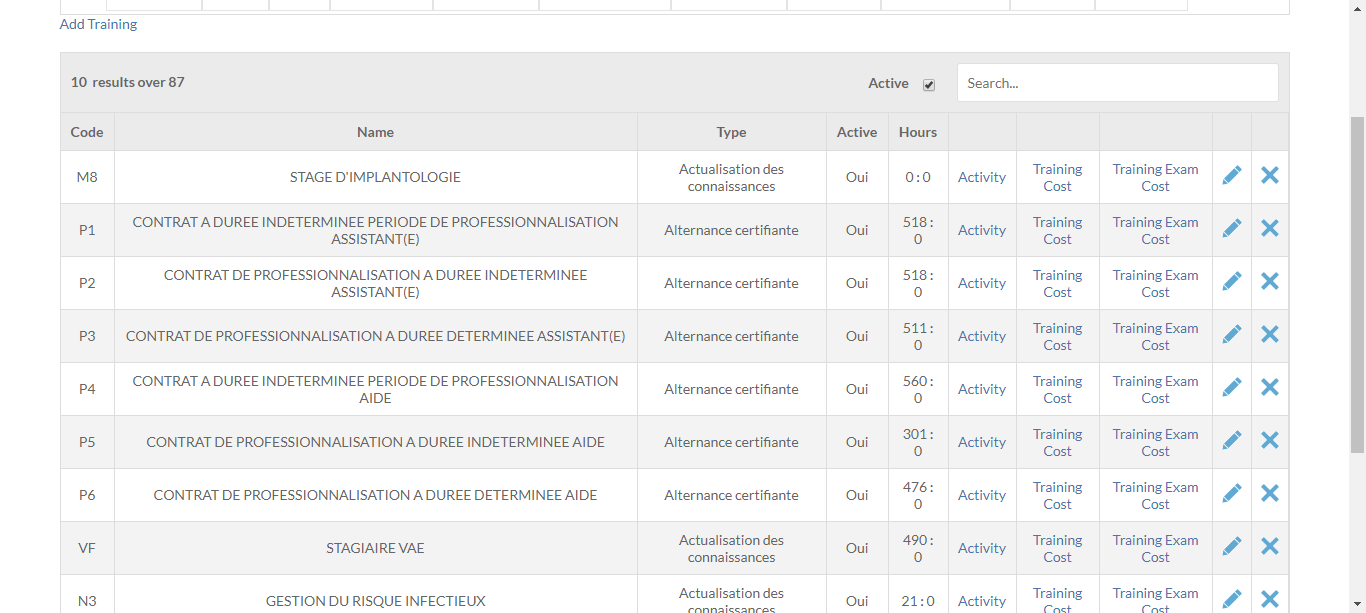 Add Training
10 results over 87
Active
Search...
Code Name Type Active Hours
M8 STAGE D'IMPLANTOLOGIE Actualisation des connaissances Oui 0 : 0 Activity Training Cost Training Exam Cost
P1 CONTRAT A DUREE INDETERMINEE PERIODE DE PROFESSIONNALISATION ASSISTANT(E) Alternance certifiante Oui 518 : 0 Activity Training Cost Training Exam Cost
P2 CONTRAT DE PROFESSIONNALISATION A DUREE INDETERMINEE ASSISTANT(E) Alternance certifiante Oui 518 : 0 Activity Training Cost Training Exam Cost
P3 CONTRAT DE PROFESSIONNALISATION A DUREE DETERMINEE ASSISTANT(E) Alternance certifiante Oui 511 : 0 Activity Training Cost Training Exam Cost
P4 CONTRAT A DUREE INDETERMINEE PERIODE DE PROFESSIONNALISATION AIDE Alternance certifiante Oui 560 : 0 Activity Training Cost Training Exam Cost
P5 CONTRAT DE PROFESSIONNALISATION A DUREE INDETERMINEE AIDE Alternance certifiante Oui 301 : 0 Activity Training Cost Training Exam Cost
P6 CONTRAT DE PROFESSIONNALISATION A DUREE DETERMINEE AIDE Alternance certifiante Oui 476 : 0 Activity Training Cost Training Exam Cost
VF STAGIAIRE VAE Actualisation des connaissances Oui 490 : 0 Activity Training Cost Training Exam Cost
N3 GESTION DU RISQUE INFECTIEUX Actualisation des connaissances Oui 21 : 0 Activity Training Cost Training Exam Cost